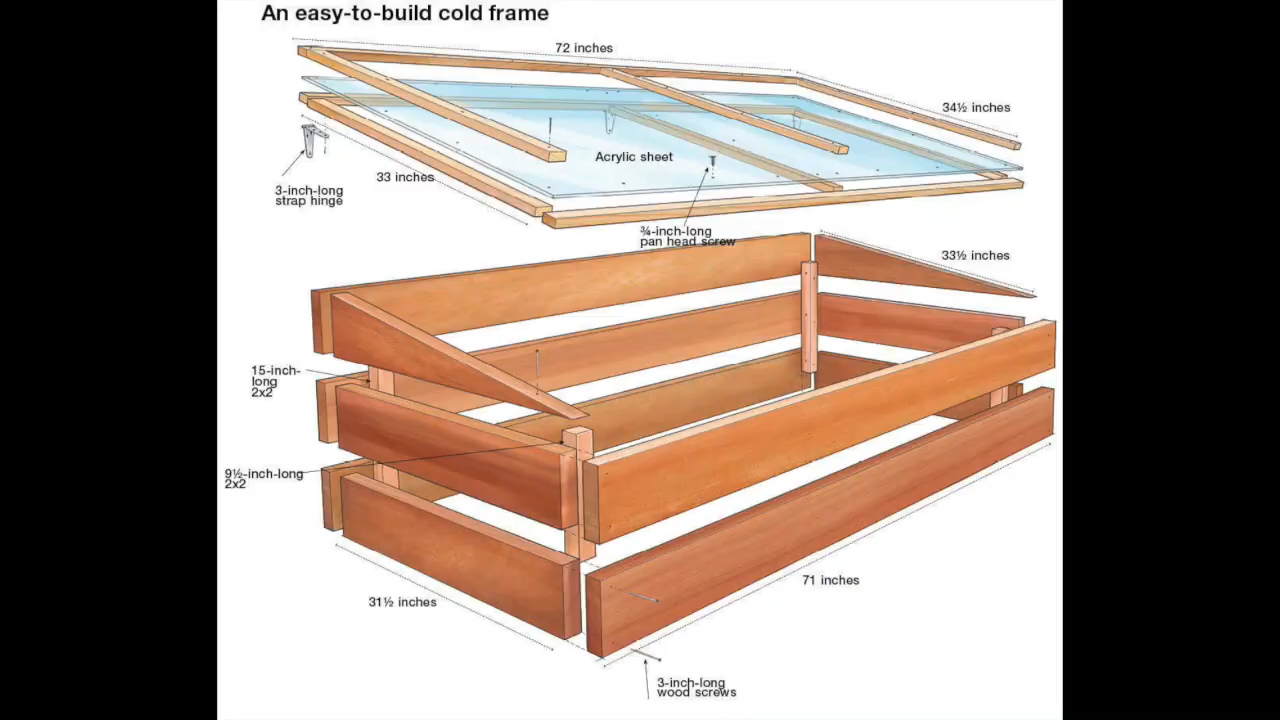 An easy-to-build cold frame
72 inches
34½ inches
Acrylic sheet
33 inches
3-inch-long
strap hinge
¾-inch-long
pan head screw
33½ inches
15-inch-
long
2x2
9½-inch-long
2x2
71 inches
31½ inches
3-inch-long
wood screws